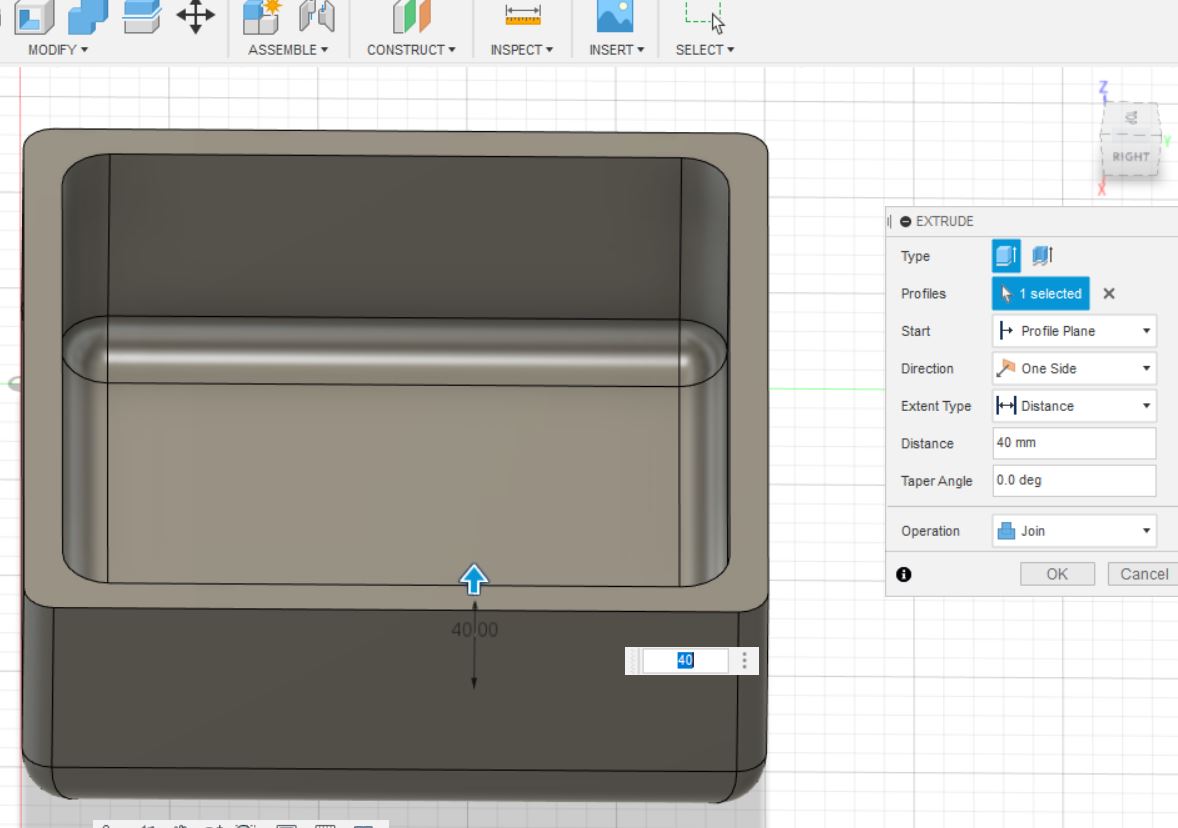 MODIFY ASSEMBLE CONSTRUCT INSPECT INSERT SELECT
Z
Y
RIGHT
X
EXTRUDE
Type
Profiles 1 selected
Start Profile Plane
Direction One Side
Extent Type Distance
Distance 40 mm
Taper Angle 0.0 deg
Operation Join
OK Cancel
40.00
40